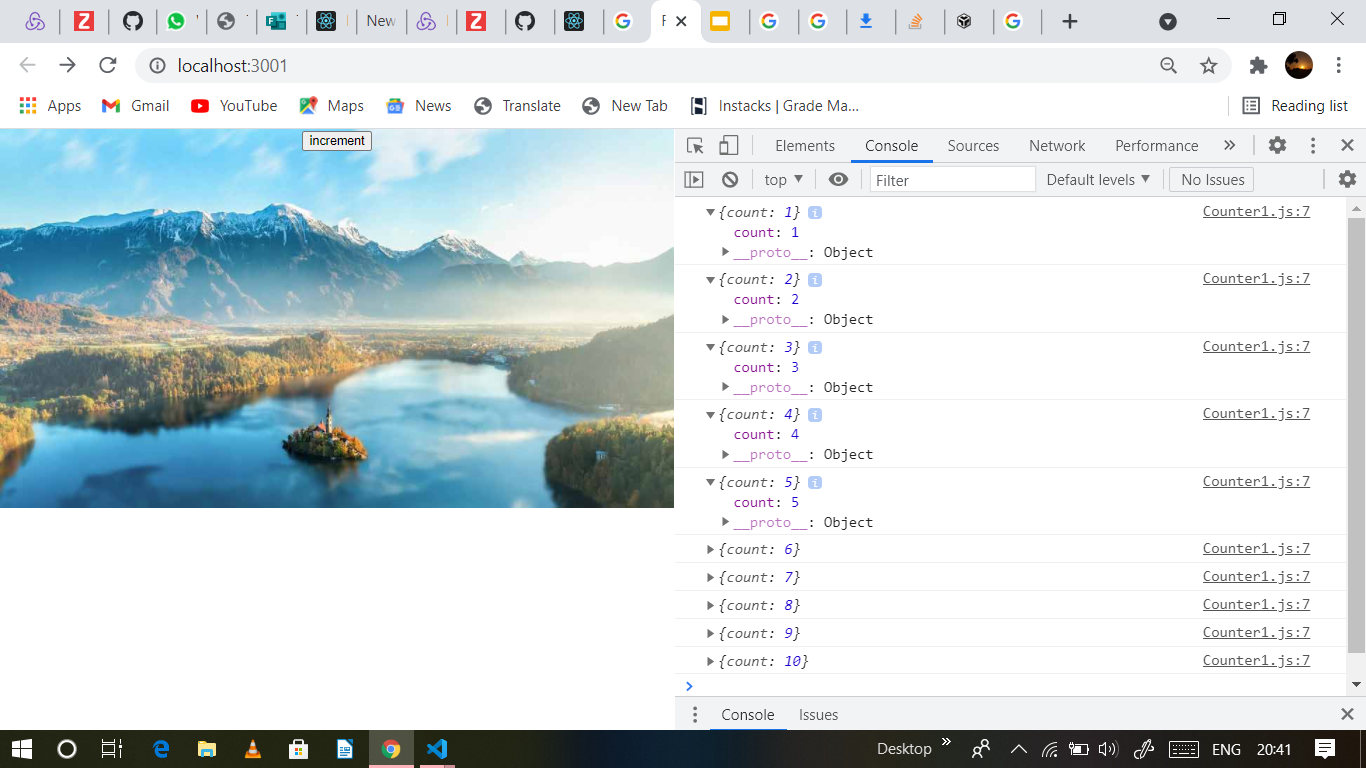 New
F
localhost:3001
Apps
Gmail
YouTube
Maps
News
Translate
New Tab
Instacks | Grade Ma...
Reading list
increment
Elements
Console
Sources
Network
Performance
top
Filter
Default levels
No Issues
{count: 1} i Counter1.js:7
count: 1
__proto__: Object
{count: 2} i Counter1.js:7
count: 2
__proto__: Object
{count: 3} i Counter1.js:7
count: 3
__proto__: Object
{count: 4} i Counter1.js:7
count: 4
__proto__: Object
{count: 5} i Counter1.js:7
count: 5
__proto__: Object
{count: 6} Counter1.js:7
{count: 7} Counter1.js:7
{count: 8} Counter1.js:7
{count: 9} Counter1.js:7
{count: 10} Counter1.js:7
Console
Issues
Desktop
ENG
20:41